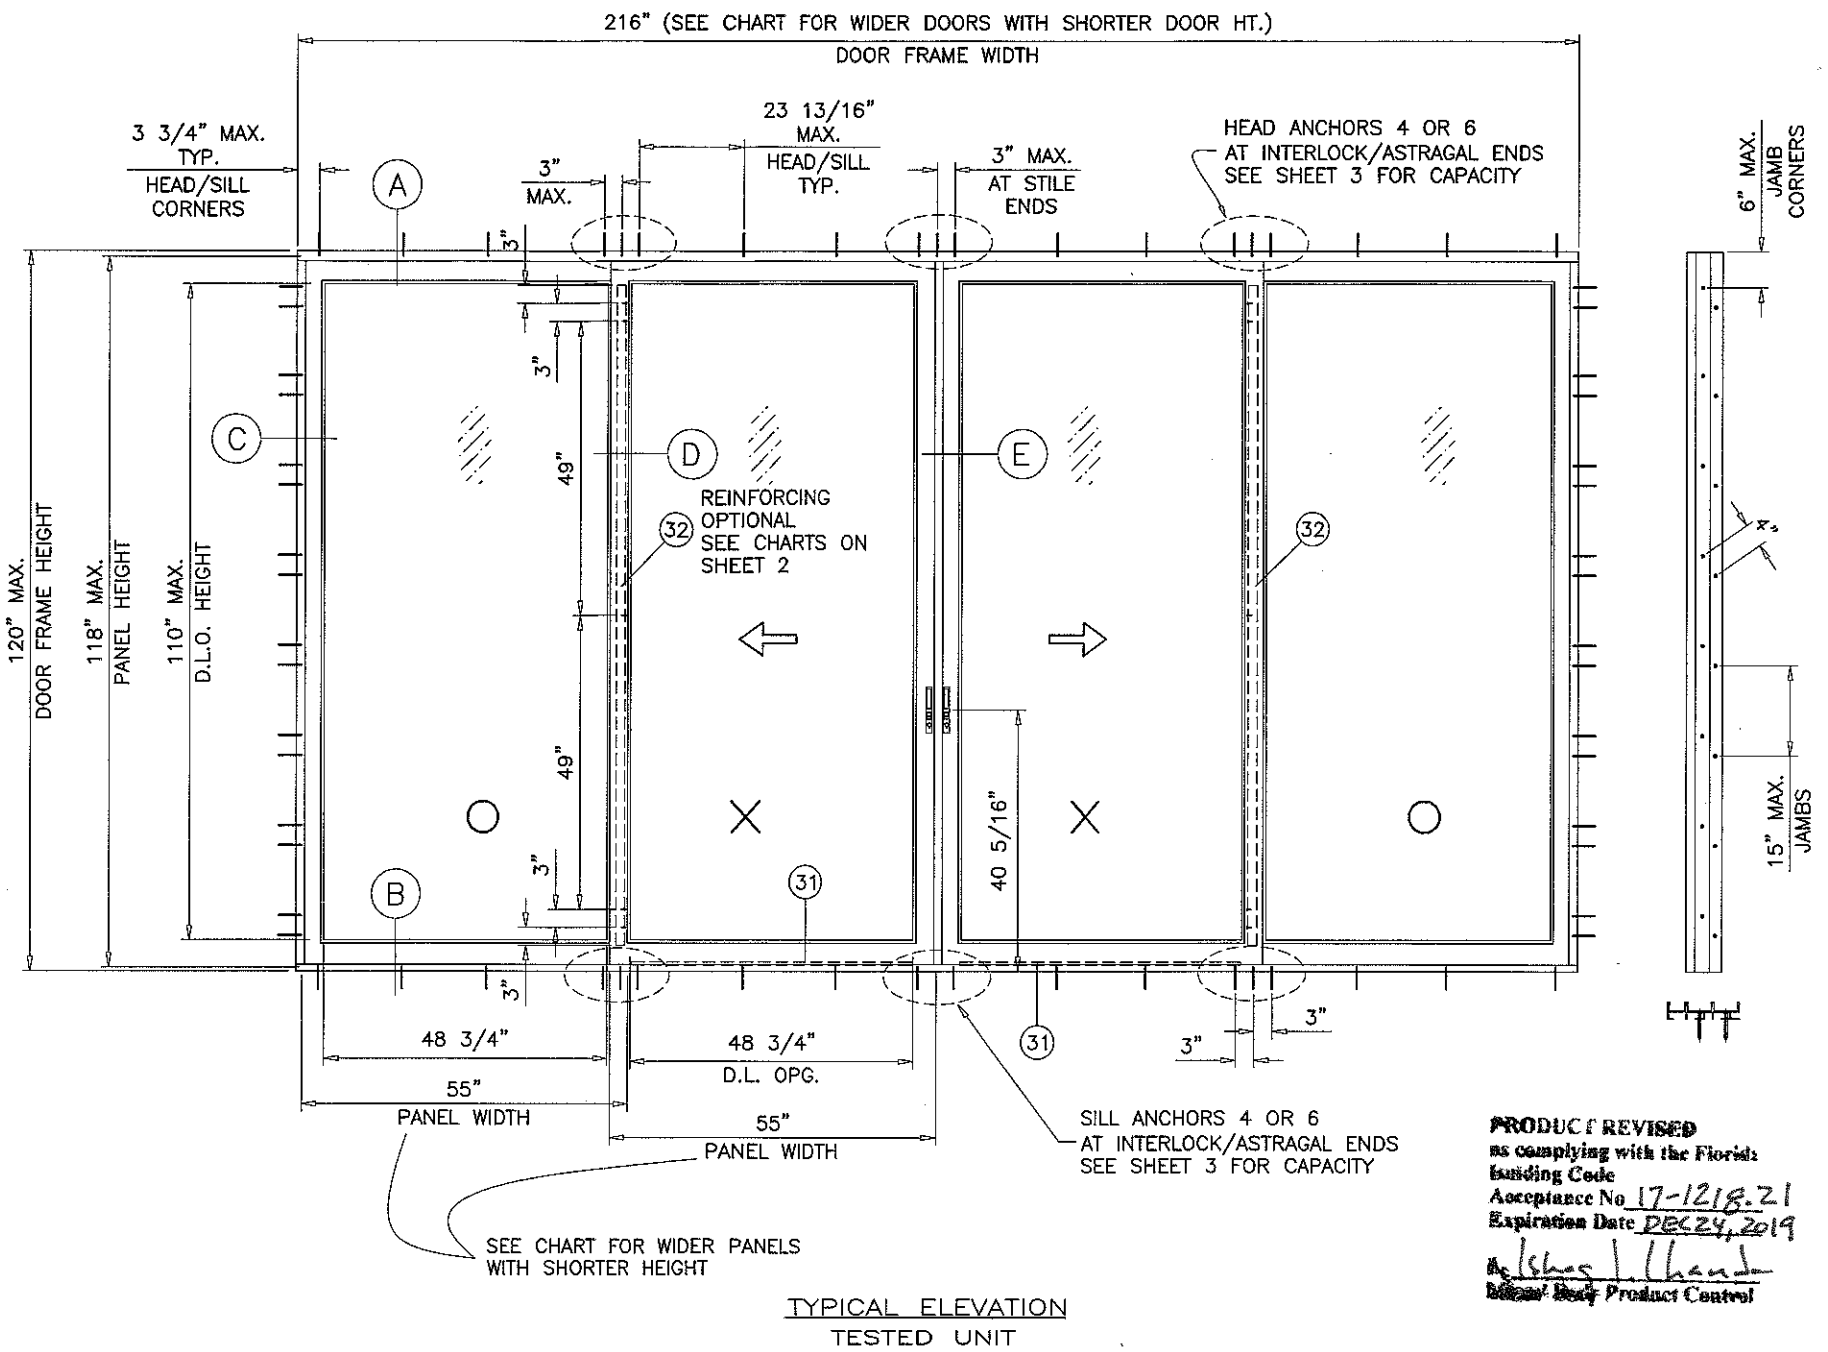 216" (SEE CHART FOR WIDER DOORS WITH SHORTER DOOR HT.)
DOOR FRAME WIDTH
3 3/4" MAX.
TYP.
HEAD/SILL
CORNERS
A
3"
MAX.
23 13/16"
MAX.
HEAD/SILL
TYP.
3" MAX.
AT STILE
ENDS
HEAD ANCHORS 4 OR 6
AT INTERLOCK/ASTRAGAL ENDS
SEE SHEET 3 FOR CAPACITY
6" MAX.
JAMB
CORNERS
3"
3"
C
D
E
49"
32
REINFORCING
OPTIONAL
SEE CHARTS ON
SHEET 2
32
4"
120" MAX.
DOOR FRAME HEIGHT
118" MAX.
PANEL HEIGHT
110" MAX.
D.L.O. HEIGHT
49"
40 5/16"
15" MAX.
JAMBS
O
X
X
O
3"
B
31
3"
48 3/4"
48 3/4"
D.L. OPG.
31
3"
3"
55"
PANEL WIDTH
55"
PANEL WIDTH
SILL ANCHORS 4 OR 6
AT INTERLOCK/ASTRAGAL ENDS
SEE SHEET 3 FOR CAPACITY
SEE CHART FOR WIDER PANELS
WITH SHORTER HEIGHT
PRODUCT REVISED
as complying with the Florida
Building Code
Acceptance No 17-1218.21
Expiration Date DEC 24, 2019
By
Product Control
TYPICAL ELEVATION
TESTED UNIT